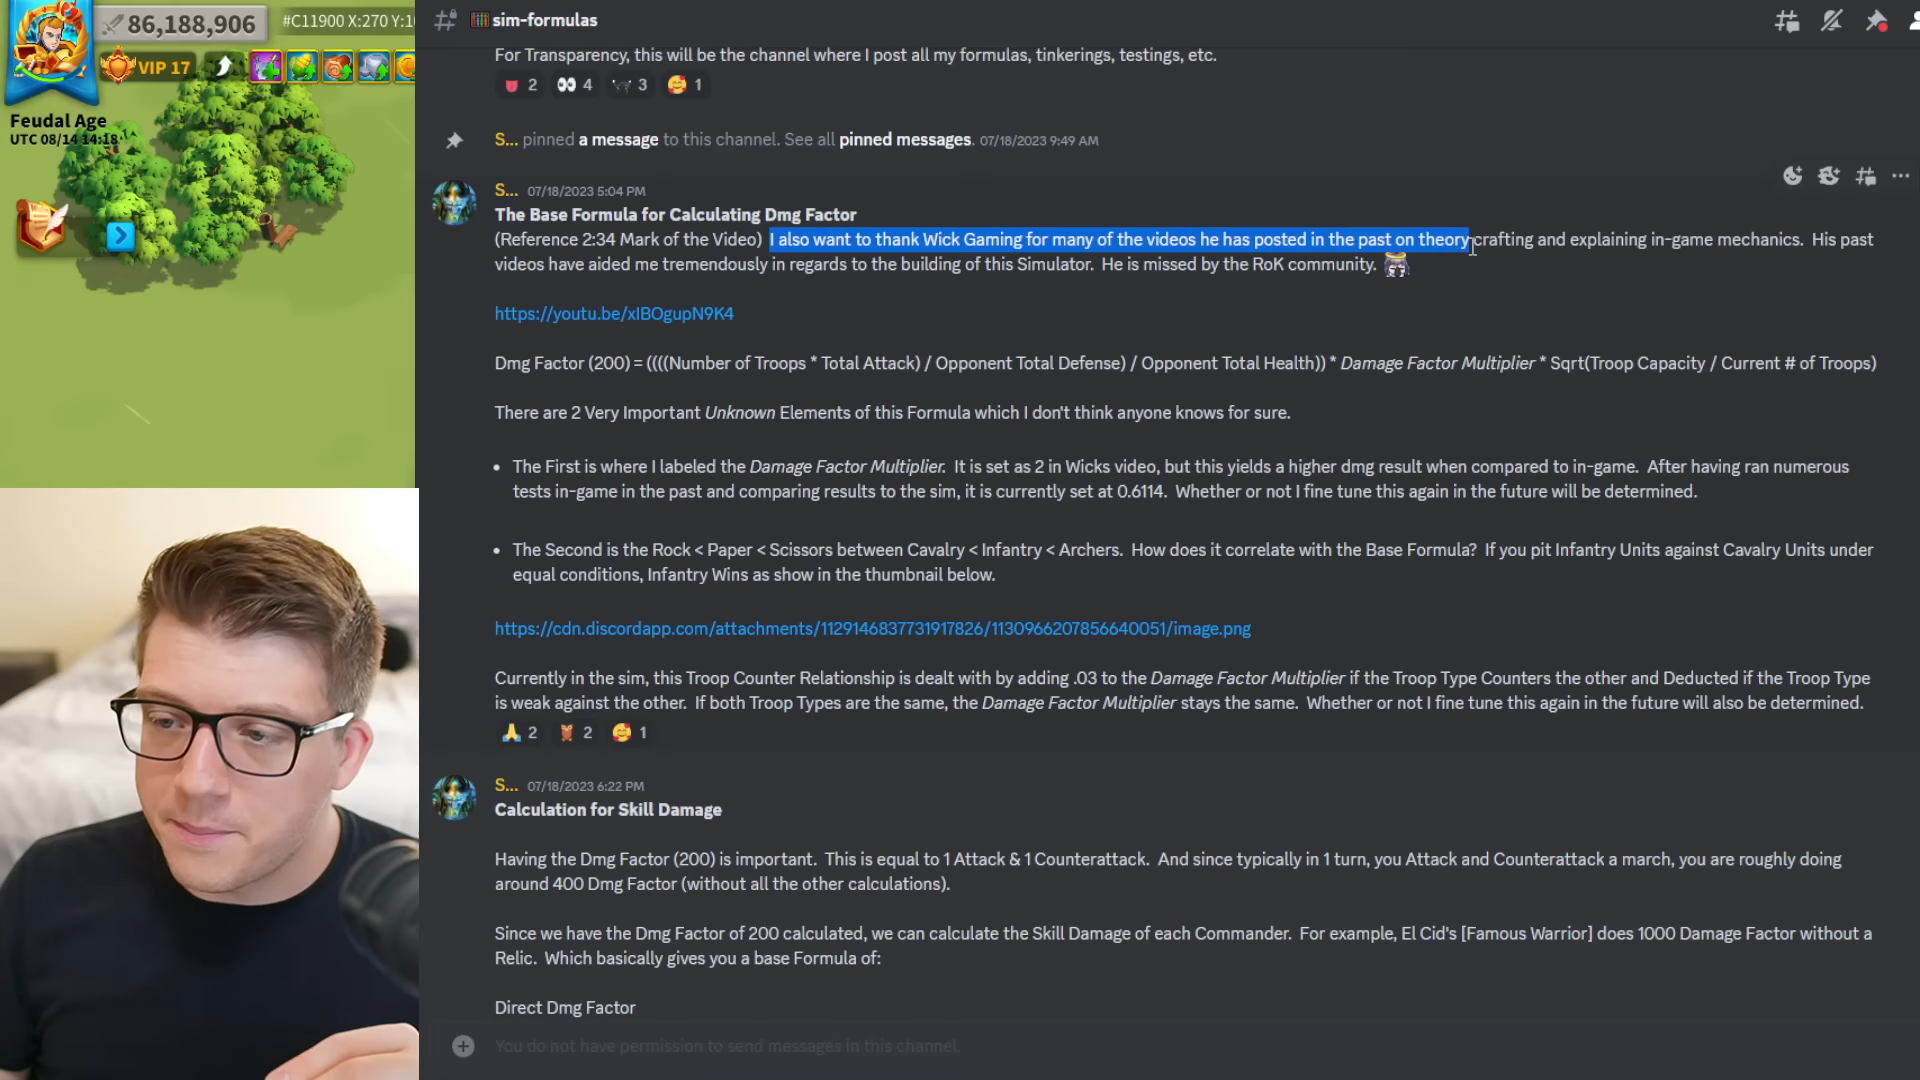 86,188,906
#C11900 X:270 Y:1
VIP 17
Feudal Age
UTC 08/14 14:18
sim-formulas
For Transparency, this will be the channel where I post all my formulas, tinkerings, testings, etc.
2 4 3 1
S... pinned a message to this channel. See all pinned messages. 07/18/2023 9:49 AM
S... 07/18/2023 5:04 PM
The Base Formula for Calculating Dmg Factor
(Reference 2:34 Mark of the Video) I also want to thank Wick Gaming for many of the videos he has posted in the past on theory crafting and explaining in-game mechanics. His past
videos have aided me tremendously in regards to the building of this Simulator. He is missed by the RoK community.
https://youtu.be/xIBOgupN9K4
Dmg Factor (200) = ((((Number of Troops * Total Attack) / Opponent Total Defense) / Opponent Total Health)) * Damage Factor Multiplier * Sqrt(Troop Capacity / Current # of Troops)
There are 2 Very Important Unknown Elements of this Formula which I don't think anyone knows for sure.
• The First is where I labeled the Damage Factor Multiplier. It is set as 2 in Wicks video, but this yields a higher dmg result when compared to in-game. After having ran numerous
tests in-game in the past and comparing results to the sim, it is currently set at 0.6114. Whether or not I fine tune this again in the future will be determined.
• The Second is the Rock < Paper < Scissors between Cavalry < Infantry < Archers. How does it correlate with the Base Formula? If you pit Infantry Units against Cavalry Units under
equal conditions, Infantry Wins as show in the thumbnail below.
https://cdn.discordapp.com/attachments/1129146837731917826/1130966207856640051/image.png
Currently in the sim, this Troop Counter Relationship is dealt with by adding .03 to the Damage Factor Multiplier if the Troop Type Counters the other and Deducted if the Troop Type
is weak against the other. If both Troop Types are the same, the Damage Factor Multiplier stays the same. Whether or not I fine tune this again in the future will also be determined.
2 2 1
S... 07/18/2023 6:22 PM
Calculation for Skill Damage
Having the Dmg Factor (200) is important. This is equal to 1 Attack & 1 Counterattack. And since typically in 1 turn, you Attack and Counterattack a march, you are roughly doing
around 400 Dmg Factor (without all the other calculations).
Since we have the Dmg Factor of 200 calculated, we can calculate the Skill Damage of each Commander. For example, El Cid's [Famous Warrior] does 1000 Damage Factor without a
Relic. Which basically gives you a base Formula of:
Direct Dmg Factor
You do not have permission to send messages in this channel.